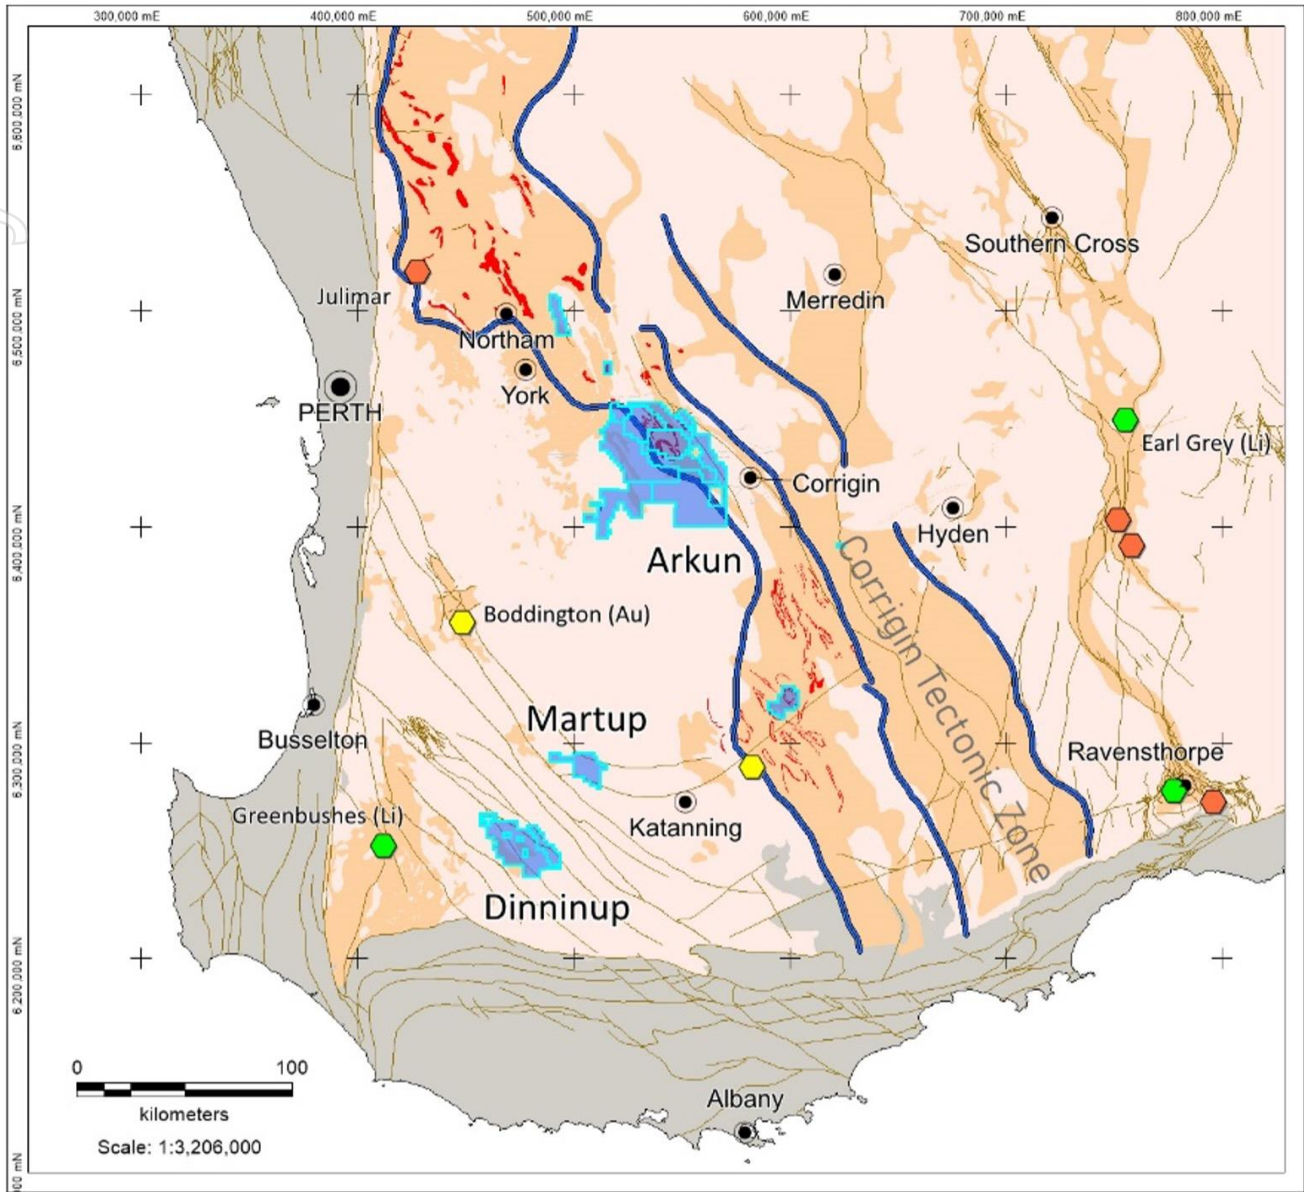 300,000 mE
400,000 mE
500,000 mE
600,000 mE
700,000 mE
800,000 mE
6,600,000 mN
6,500,000 mN
6,400,000 mN
6,300,000 mN
6,200,000 mN
Southern Cross
Merredin
Julimar
Northam
York
PERTH
Earl Grey (Li)
Corrigin
Hyden
Arkun
Corrigin Tectonic Zone
Boddington (Au)
Martup
Busselton
Ravensthorpe
Greenbushes (Li)
Katanning
Dinninup
0 100
kilometers
Scale: 1:3,206,000
Albany